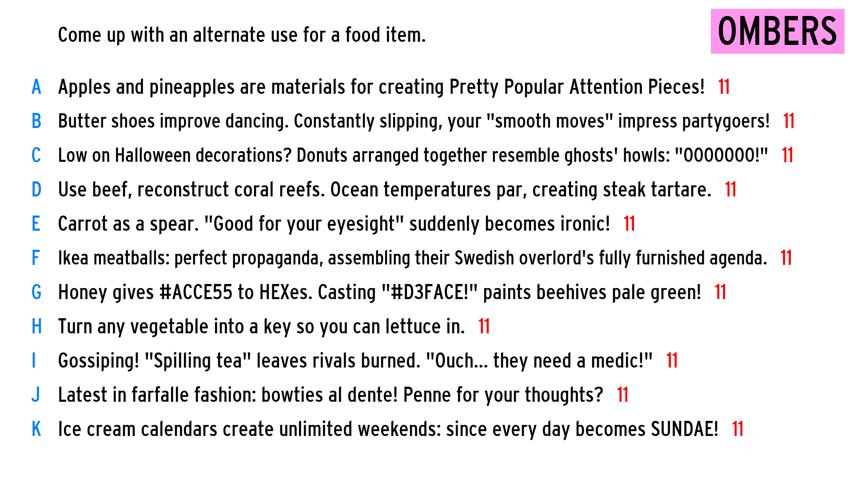 Come up with an alternate use for a food item.
OMBERS
A Apples and pineapples are materials for creating Pretty Popular Attention Pieces! 11
B Butter shoes improve dancing. Constantly slipping, your "smooth moves" impress partygoers! 11
C Low on Halloween decorations? Donuts arranged together resemble ghosts' howls: "OOOOOOO!" 11
D Use beef, reconstruct coral reefs. Ocean temperatures par, creating steak tartare. 11
E Carrot as a spear. "Good for your eyesight" suddenly becomes ironic! 11
F Ikea meatballs: perfect propaganda, assembling their Swedish overlord's fully furnished agenda. 11
G Honey gives #ACCE55 to HEXes. Casting "#D3FACE!" paints beehives pale green! 11
H Turn any vegetable into a key so you can lettuce in. 11
I Gossiping! "Spilling tea" leaves rivals burned. "Ouch... they need a medic!" 11
J Latest in farfalle fashion: bowties al dente! Penne for your thoughts? 11
K Ice cream calendars create unlimited weekends: since every day becomes SUNDAE! 11